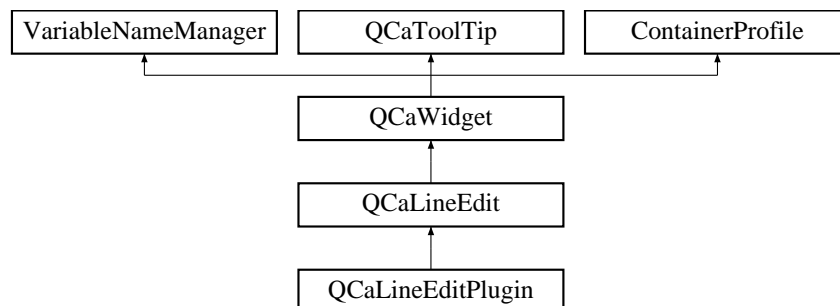 VariableNameManager
QCaToolTip
ContainerProfile
QCaWidget
QCaLineEdit
QCaLineEditPlugin